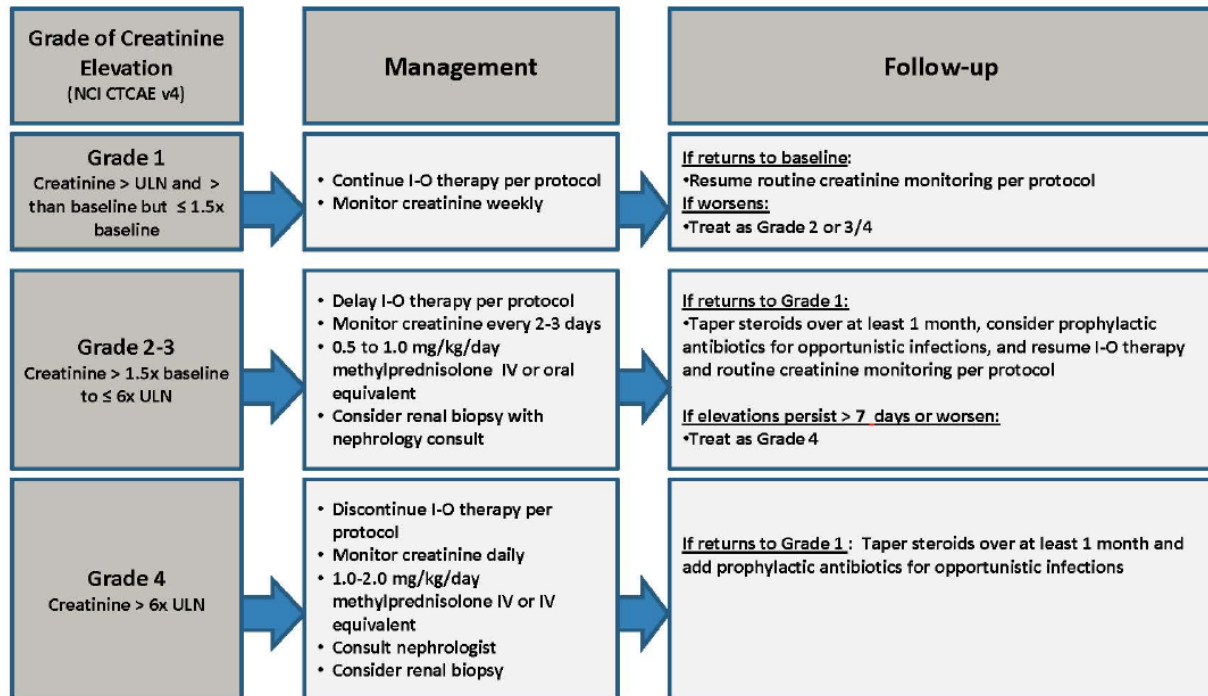 Grade of Creatinine
Elevation
(NCI CTCAE v4)
Management
Follow-up
Grade 1
Creatinine > ULN and >
than baseline but ≤ 1.5x
baseline
• Continue I-O therapy per protocol
• Monitor creatinine weekly
If returns to baseline:
•Resume routine creatinine monitoring per protocol
If worsens:
•Treat as Grade 2 or 3/4
Grade 2-3
Creatinine > 1.5x baseline
to ≤ 6x ULN
• Delay I-O therapy per protocol
• Monitor creatinine every 2-3 days
• 0.5 to 1.0 mg/kg/day
methylprednisolone IV or oral
equivalent
• Consider renal biopsy with
nephrology consult
If returns to Grade 1:
•Taper steroids over at least 1 month, consider prophylactic
antibiotics for opportunistic infections, and resume I-O therapy
and routine creatinine monitoring per protocol
If elevations persist > 7 days or worsen:
•Treat as Grade 4
Grade 4
Creatinine > 6x ULN
• Discontinue I-O therapy per
protocol
• Monitor creatinine daily
• 1.0-2.0 mg/kg/day
methylprednisolone IV or IV
equivalent
• Consult nephrologist
• Consider renal biopsy
If returns to Grade 1 : Taper steroids over at least 1 month and
add prophylactic antibiotics for opportunistic infections